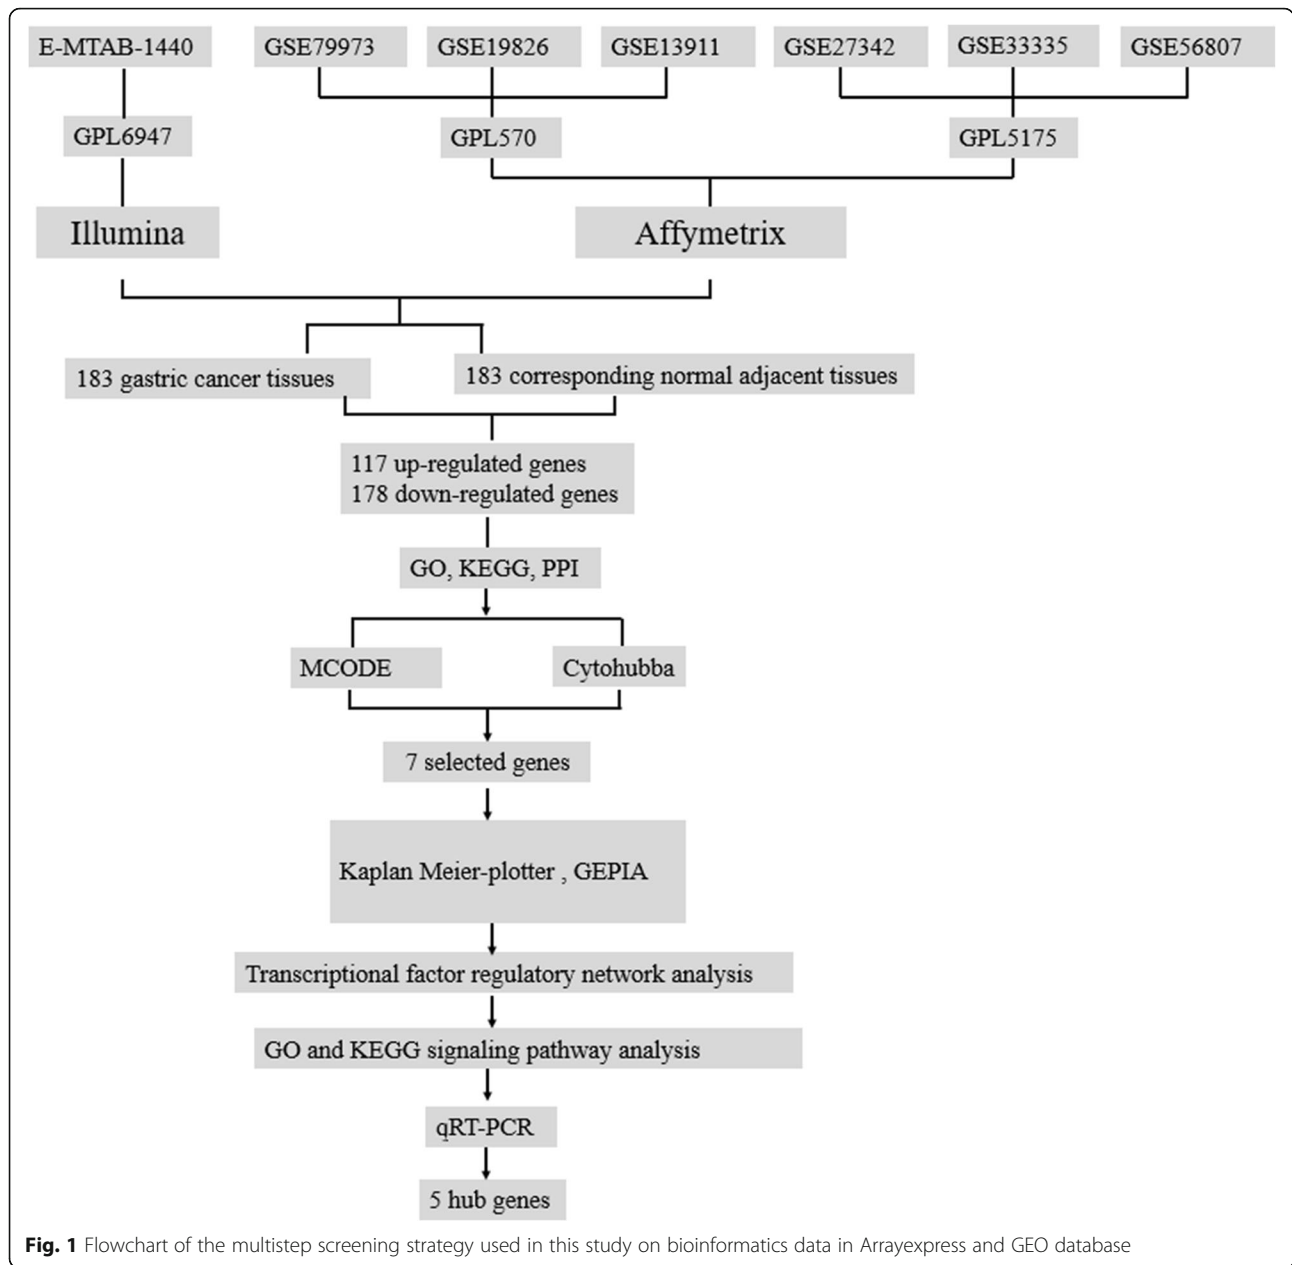 E-MTAB-1440
GSE79973
GSE19826
GSE13911
GSE27342
GSE33335
GSE56807
GPL6947
GPL570
GPL5175
Illumina
Affymetrix
183 gastric cancer tissues
183 corresponding normal adjacent tissues
117 up-regulated genes
178 down-regulated genes
GO, KEGG, PPI
MCODE
Cytohubba
7 selected genes
Kaplan Meier-plotter , GEPIA
Transcriptional factor regulatory network analysis
GO and KEGG signaling pathway analysis
qRT-PCR
5 hub genes
Fig. 1 Flowchart of the multistep screening strategy used in this study on bioinformatics data in Arrayexpress and GEO database